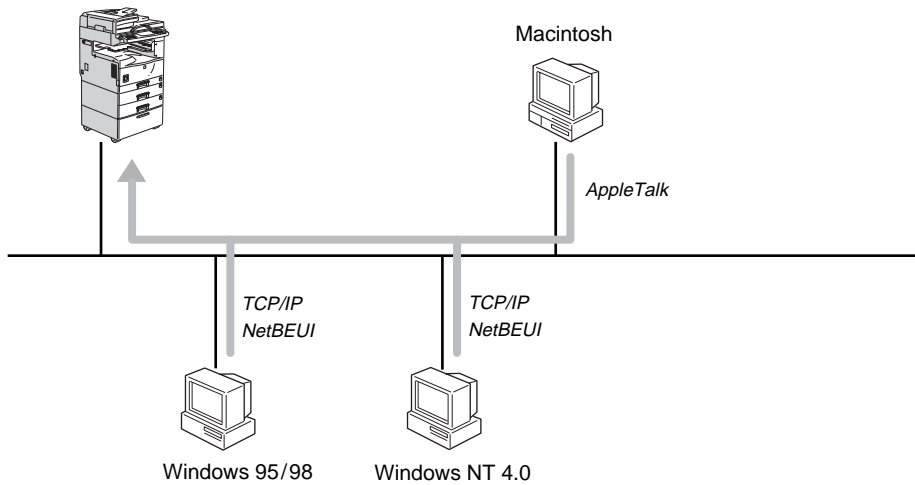 Macintosh
AppleTalk
TCP/IP
NetBEUI
TCP/IP
NetBEUI
Windows 95/98
Windows NT 4.0